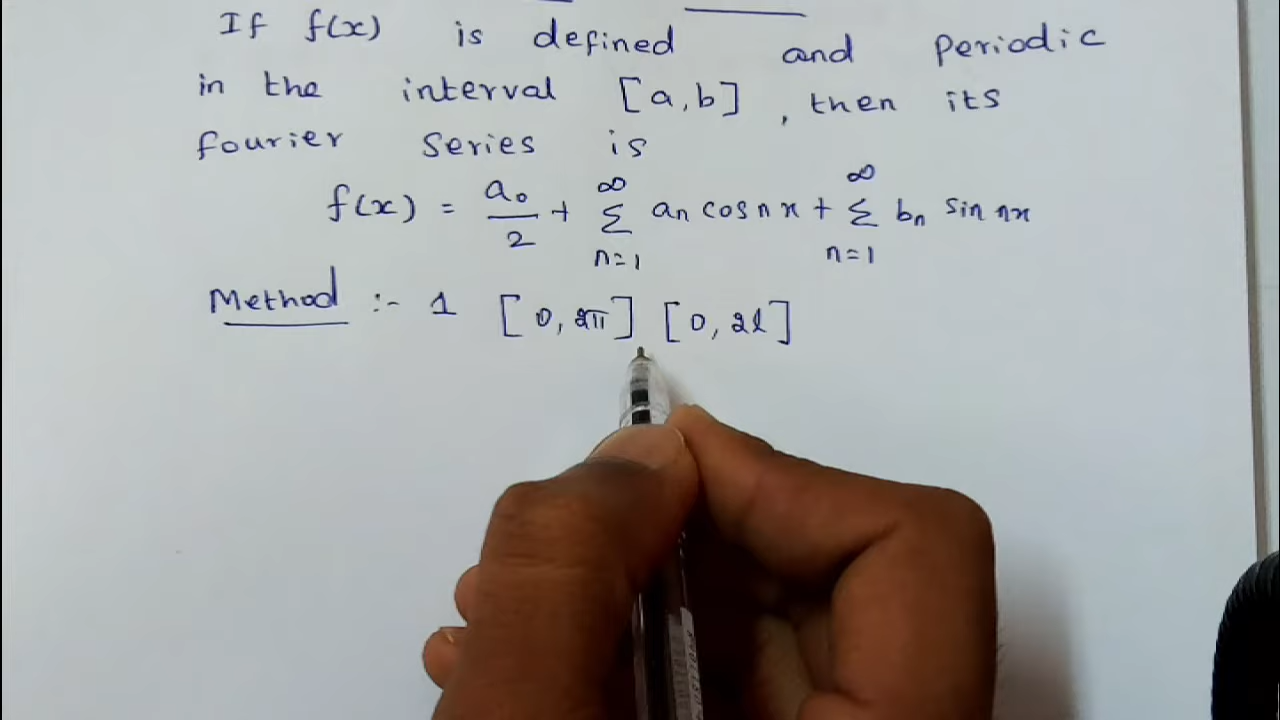 If f(x) is defined and periodic
in the interval [a,b], then its
fourier series is
f(x) = a₀/2 + ∞ Σ n=1 an cos nx + ∞ Σ n=1 bn sin nx
Method :- 1 [0, 2π] [0, 2l]